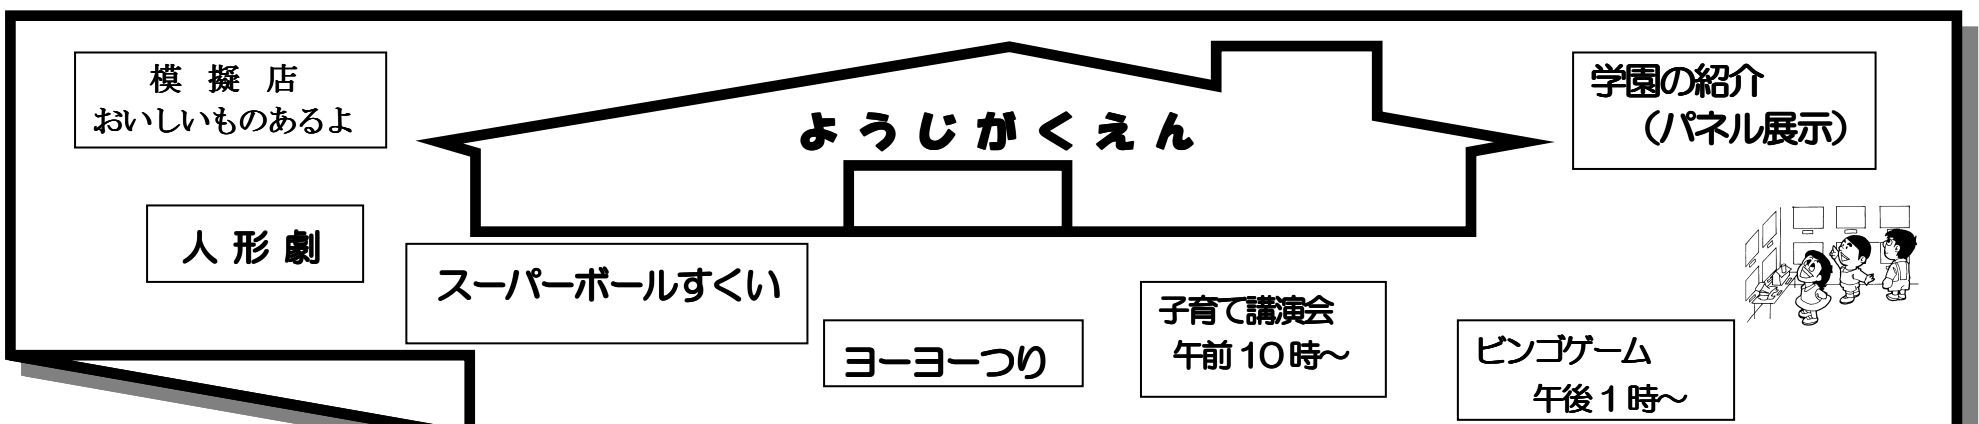 模 擬 店
おいしいものあるよ
ようじがくえん
学園の紹介
（パネル展示）
人 形 劇
スーパーボールすくい
ヨーヨーつり
子育て講演会
午前 10 時～
ビンゴゲーム
午後 1 時～